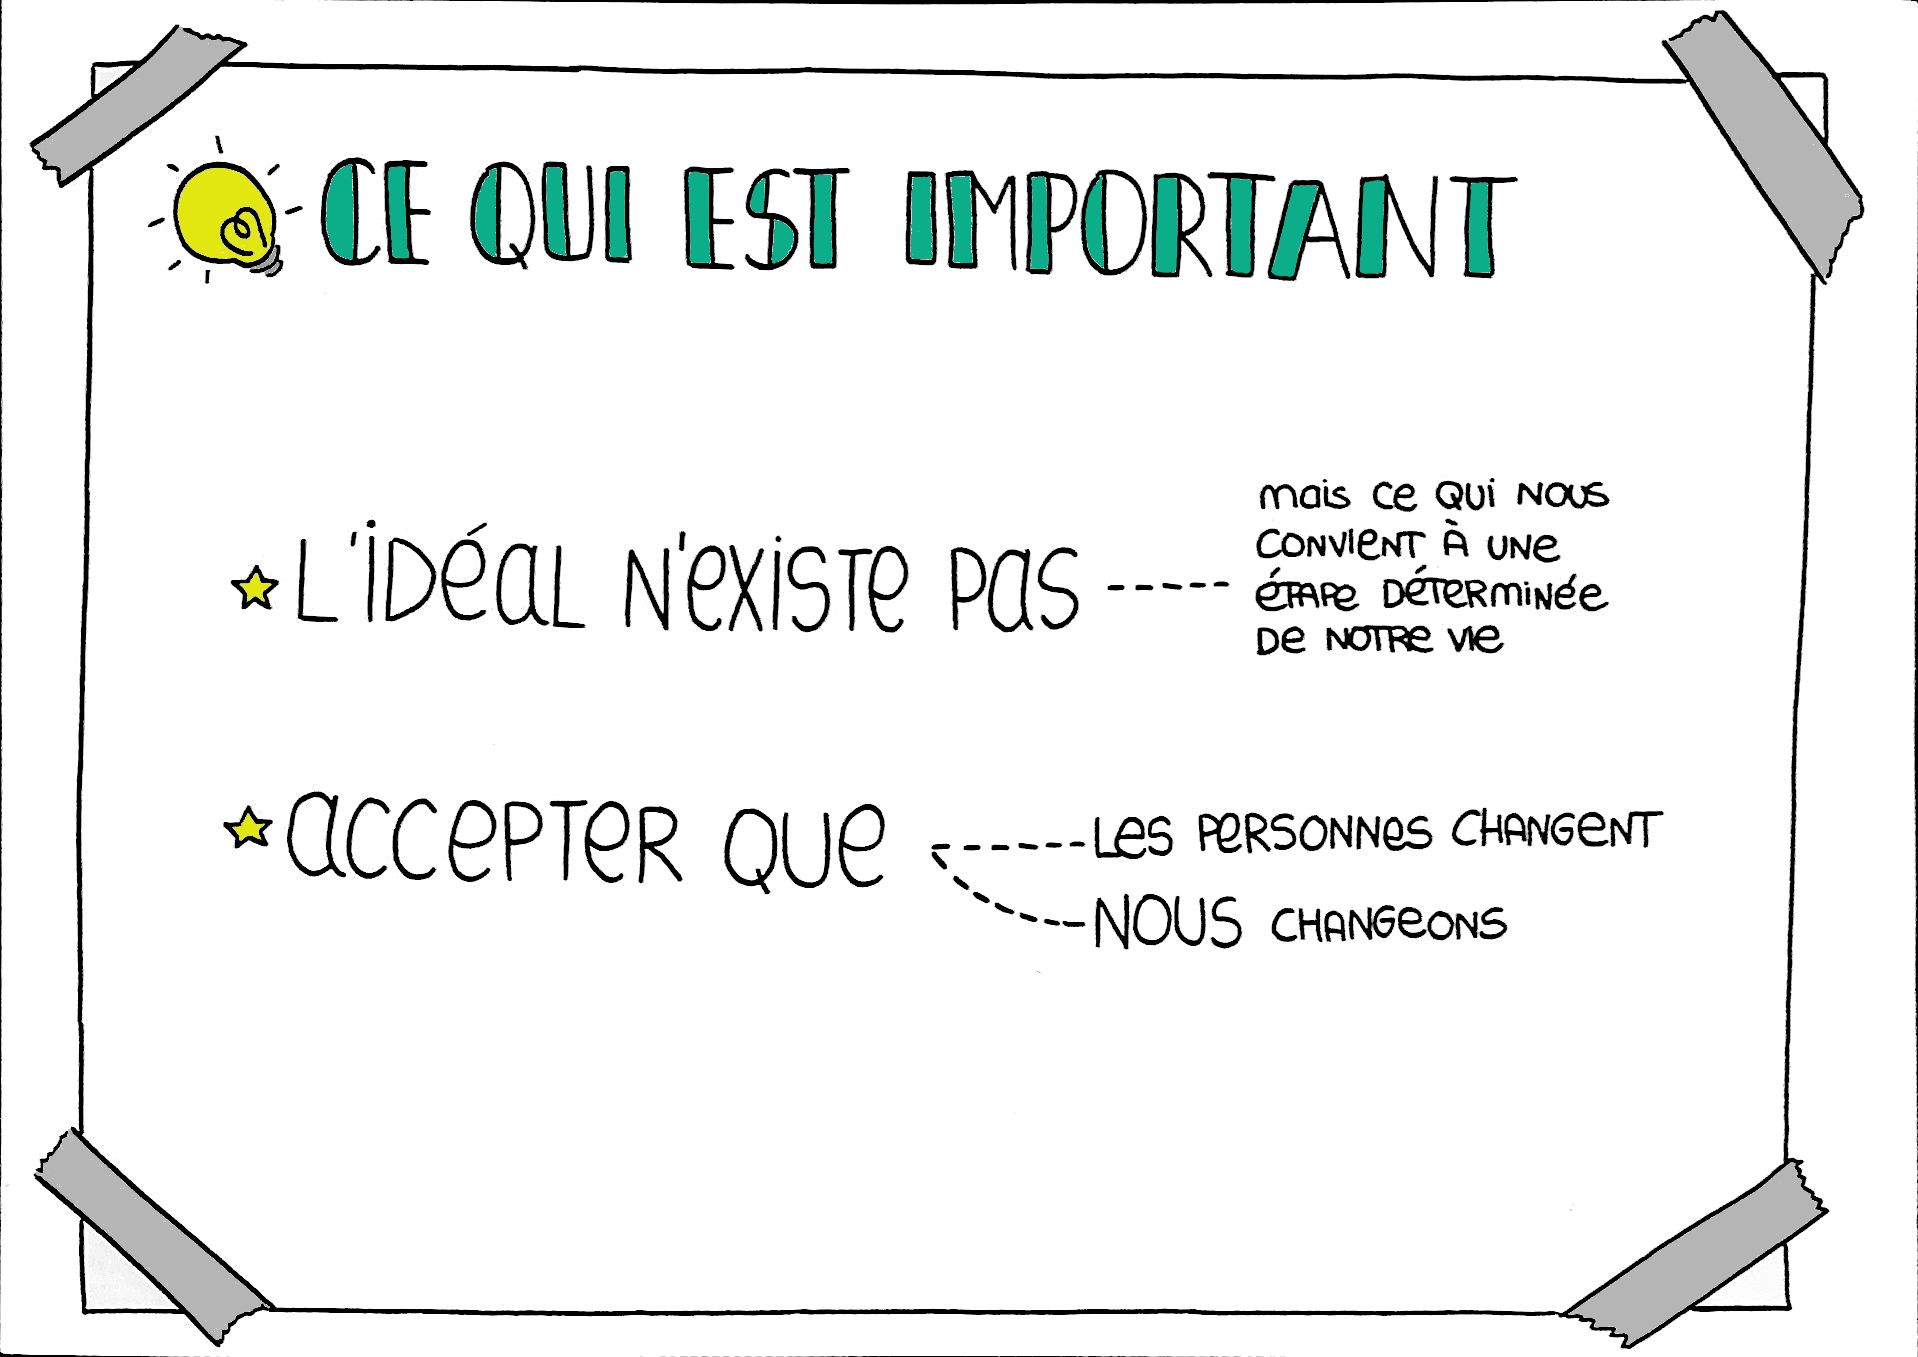 CE QUI EST IMPORTANT
L'IDÉAL N'EXISTE PAS
mais ce qui nous
convient à une
étape déterminée
de notre vie
ACCEPTER QUE
LES PERSONNES CHANGENT
NOUS CHANGEONS